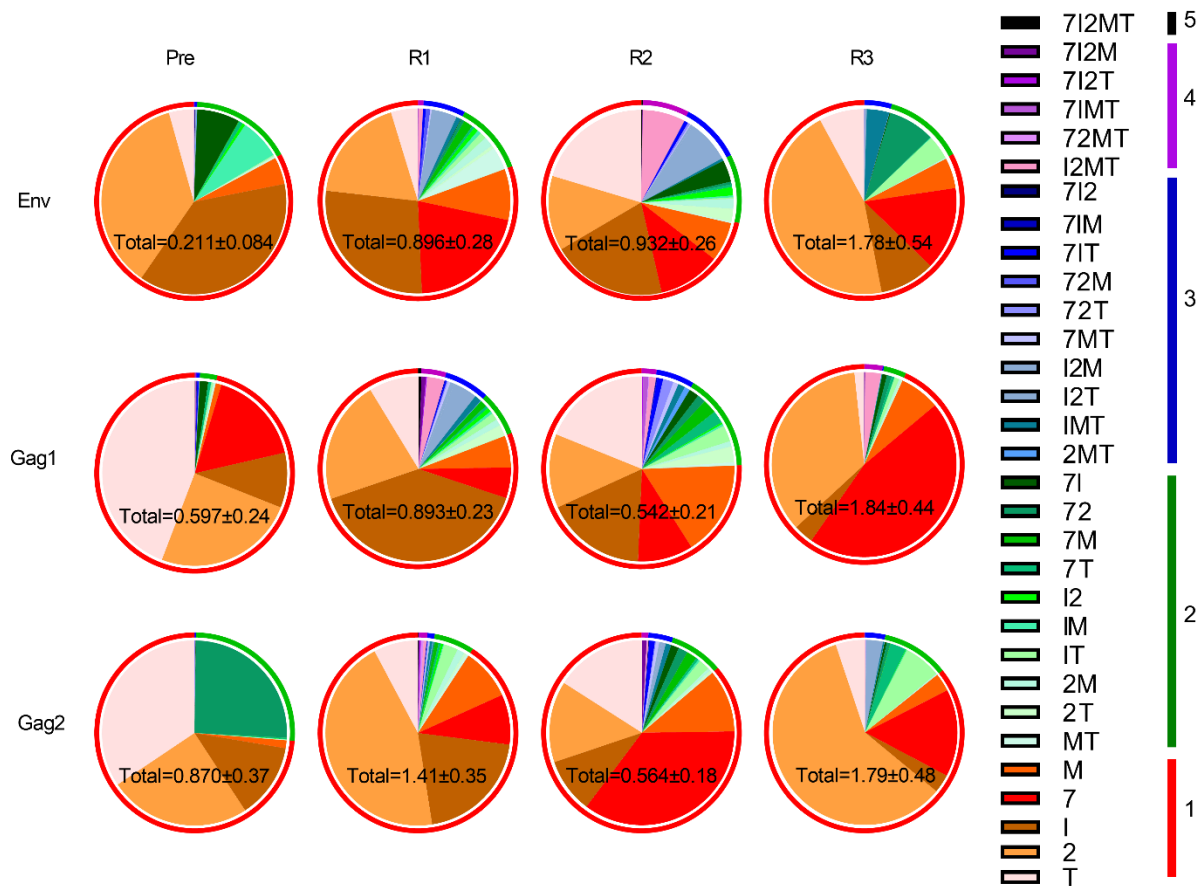 Pre R1 R2 R3
Env
Total=0.211±0.084 Total=0.896±0.28 Total=0.932±0.26 Total=1.78±0.54
Gag1
Total=0.597±0.24 Total=0.893±0.23 Total=0.542±0.21 Total=1.84±0.44
Gag2
Total=0.870±0.37 Total=1.41±0.35 Total=0.564±0.18 Total=1.79±0.48
7I2MT
7I2M
7I2T
7IMT
72MT
I2MT
7I2
7IM
7IT
72M
72T
7MT
I2M
I2T
IMT
2MT
7I
72
7M
7T
I2
IM
IT
2M
2T
MT
M
7
I
2
T
5
4
3
2
1